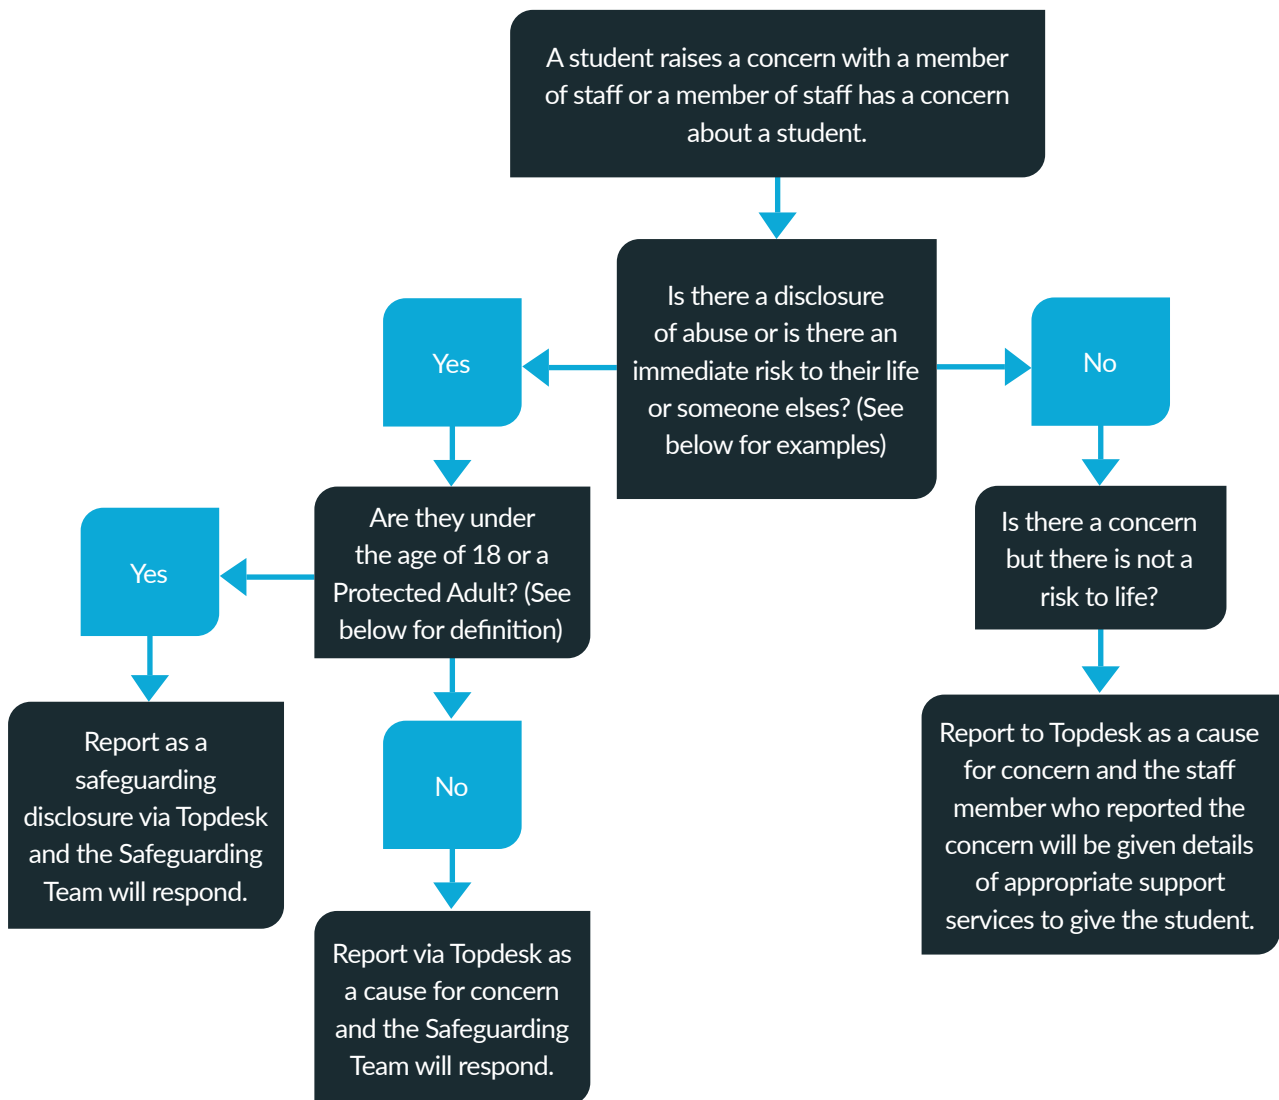 A student raises a concern with a member
of staff or a member of staff has a concern
about a student.
Is there a disclosure
of abuse or is there an
immediate risk to their life
or someone elses? (See
below for examples)
Yes
No
Are they under
the age of 18 or a
Protected Adult? (See
below for definition)
Is there a concern
but there is not a
risk to life?
Yes
Report as a
safeguarding
disclosure via Topdesk
and the Safeguarding
Team will respond.
No
Report to Topdesk as a cause
for concern and the staff
member who reported the
concern will be given details
of appropriate support
services to give the student.
Report via Topdesk as
a cause for concern
and the Safeguarding
Team will respond.